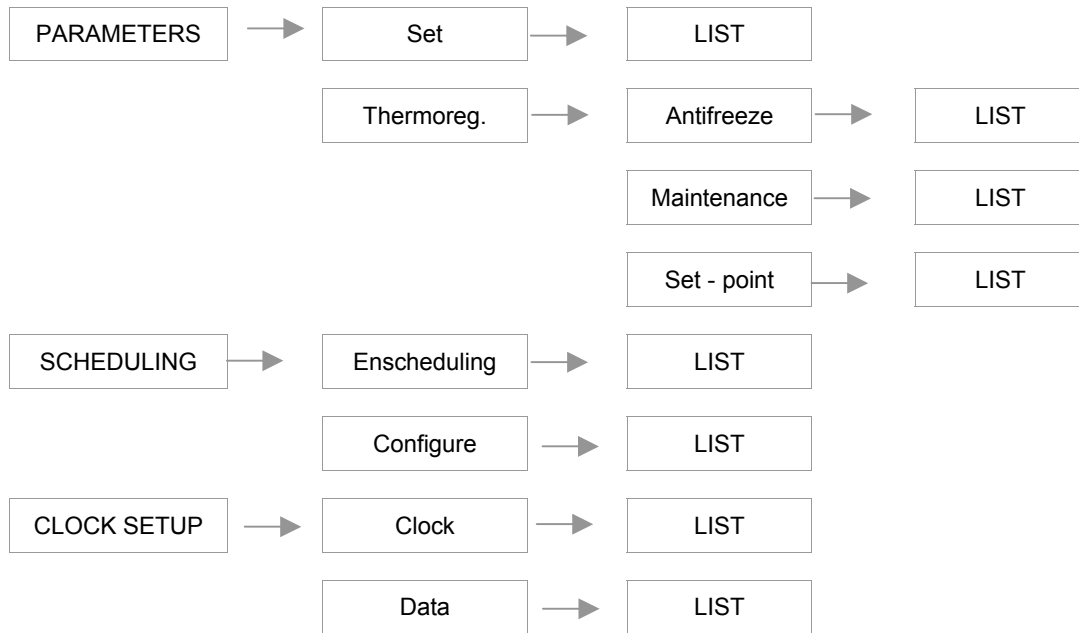 PARAMETERS Set LIST
Thermoreg. Antifreeze LIST
Maintenance LIST
Set - point LIST
SCHEDULING Enscheduling LIST
Configure LIST
CLOCK SETUP Clock LIST
Data LIST